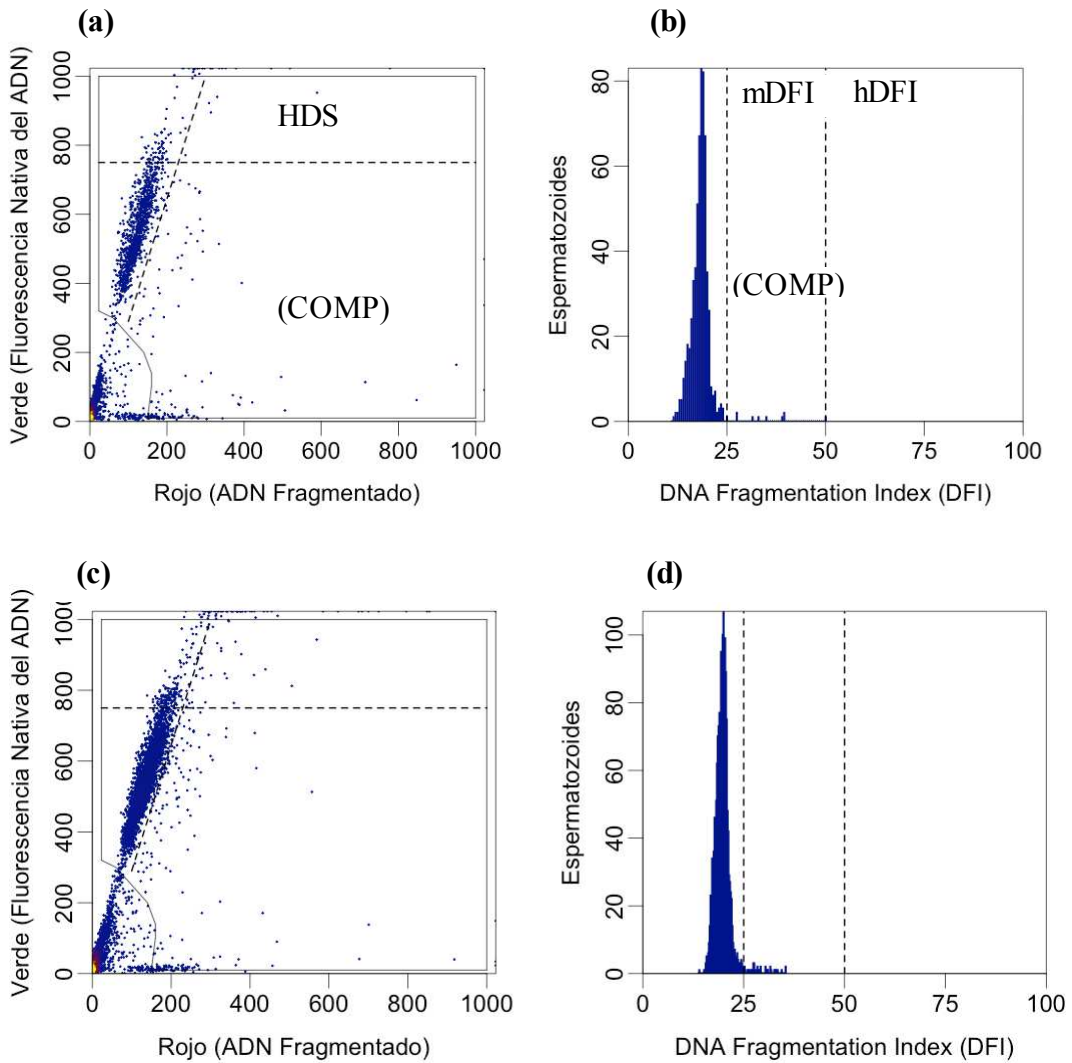 (a)
Verde (Fluorescencia Nativa del ADN)
0 200 400 600 800 1000
HDS
(COMP)
0 200 400 600 800 1000
Rojo (ADN Fragmentado)
(b)
Espermatozoides
0 20 40 60 80
mDFI hDFI
(COMP)
0 25 50 75 100
DNA Fragmentation Index (DFI)
(c)
Verde (Fluorescencia Nativa del ADN)
0 200 400 600 800 1000
0 200 400 600 800 1000
Rojo (ADN Fragmentado)
(d)
Espermatozoides
0 20 40 60 80 100
0 25 50 75 100
DNA Fragmentation Index (DFI)